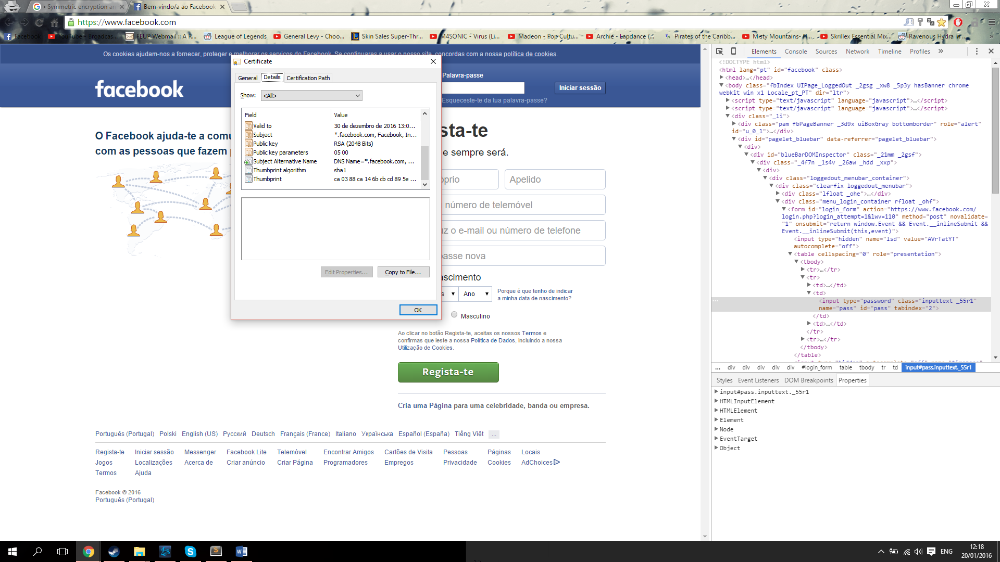 • Symmetric encryption an
Bem-vindo/a ao Facebook
https://www.facebook.com
Facebook
YouTube - Broadcas...
FEUP Webmail :: A R...
League of Legends
General Levy - Choo...
Skin Sales Super-Thr...
M4SONIC - Virus (Li...
Madeon - Pop Cultu...
Archie - Lapdance (...
Pirates of the Caribb...
Misty Mountains- H...
Skrillex Essential Mix...
Ravenous Hydra in ...
»
Os cookies ajudam-nos a fornecer, proteger e melhorar os serviços do Facebook. Se continuares a usar o nosso site, concordas com a nossa política de cookies.
facebook
Palavra-passe
Iniciar sessão
Esqueceste-te da tua palavra-passe?
Certificate
General
Details
Certification Path
Show:
<All>
Field Value
Valid to 30 de dezembro de 2016 13:0...
Subject *.facebook.com, Facebook, In...
Public key RSA (2048 Bits)
Public key parameters 05 00
Subject Alternative Name DNS Name=*.facebook.com, ...
Thumbprint algorithm sha1
Thumbprint ca 03 88 ca 14 6b cb cd 89 5e ...
Edit Properties...
Copy to File...
OK
O Facebook ajuda-te a comu
com as pessoas que fazem
sta-te
e sempre será.
óprio
Apelido
número de telemóvel
uz o e-mail ou número de telefone
passe nova
ascimento
s
Ano
Porque é que tenho de indicar
a minha data de nascimento?
Masculino
Ao clicar no botão Regista-te, aceitas os nossos Termos e
confirmas que leste a nossa Política de Dados, incluindo a nossa
Utilização de Cookies.
Regista-te
Cria uma Página para uma celebridade, banda ou empresa.
Português (Portugal) Polski English (US) Русский Deutsch Français (France) Italiano Українська Español (España) Tiếng Việt ...
Regista-te Iniciar sessão Messenger Facebook Lite Telemóvel Encontrar Amigos Cartões de Visita Pessoas Páginas Locais
Jogos Localizações Acerca de Criar anúncio Criar Página Programadores Empregos Privacidade Cookies AdChoices
Termos Ajuda
Facebook © 2016
Português (Portugal)
Elements Console Sources Network Timeline Profiles »
<!DOCTYPE html>
<html lang="pt" id="facebook" class>
<head>…</head>
<body class="fbIndex UIPage_LoggedOut _2gsg _xw8 _5p3y hasBanner chrome
webkit win x1 Locale_pt_PT" dir="ltr">
<script type="text/javascript" language="javascript">…</script>
<script type="text/javascript" language="javascript">…</script>
<div class="_li">
<div class="pam fbPageBanner _3d9x uiBoxGray bottomborder" role="alert"
id="u_0_l">…</div>
<div id="pagelet_bluebar" data-referrer="pagelet_bluebar">
<div>
<div id="blueBarDOMInspector" class="_21mm _2gsf">
<div class="_4f7n _1s4v _26aw _hdd _xxp">
<div>
<div class="loggedout_menubar_container">
<div class="clearfix loggedout_menubar">
<div class="lfloat _ohe">…</div>
<div class="menu_login_container rfloat _ohf">
<form id="login_form" action="https://www.facebook.com/
login.php?login_attempt=1&lwv=110" method="post" novalidate=
"1" onsubmit="return window.Event && Event.__inlineSubmit &&
Event.__inlineSubmit(this,event)">
<input type="hidden" name="lsd" value="AVrTatYT"
autocomplete="off">
<table cellspacing="0" role="presentation">
<tbody>
<tr>…</tr>
<tr>
<td>…</td>
<td>
<input type="password" class="inputtext _55r1"
name="pass" id="pass" tabindex="2">
</td>
<td>…</td>
</tr>
<tr>…</tr>
</tbody>
</table>
<input type="hidden" autocomplete="off" name="timezone"
... div div div div div #login_form table tbody tr td input#pass.inputtext._55r1
Styles Event Listeners DOM Breakpoints Properties
input#pass.inputtext._55r1
HTMLInputElement
HTMLElement
Element
Node
EventTarget
Object
ENG
12:18
20/01/2016